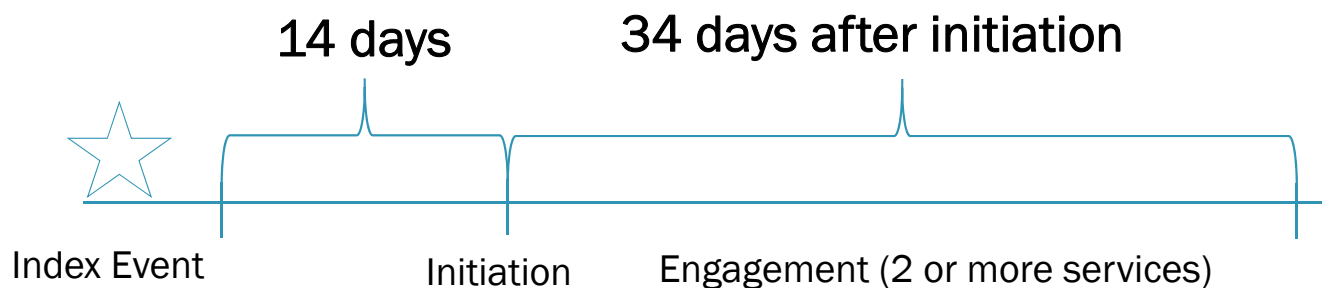 14 days
34 days after initiation
Index Event
Initiation
Engagement (2 or more services)